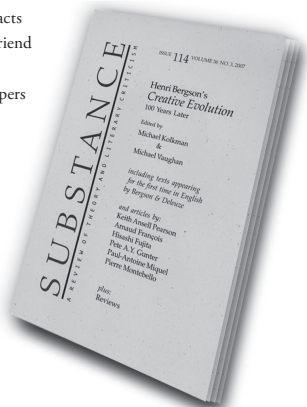 acts
riend
pers
SUBSTANCE
A REVIEW OF THEORY AND LITERARY CRITICISM
ISSUE 114 VOLUME 36 NO. 3, 2007
Henri Bergson's
Creative Evolution
100 Years Later
Edited by
Michael Kolkman
&
Michael Vaughan
including texts appearing
for the first time in English
by Bergson & Deleuze
and articles by:
Keith Ansell Pearson
Arnaud François
Hisashi Fujita
Pete A.Y. Gunter
Paul-Antoine Miquel
Pierre Montebello
plus:
Reviews